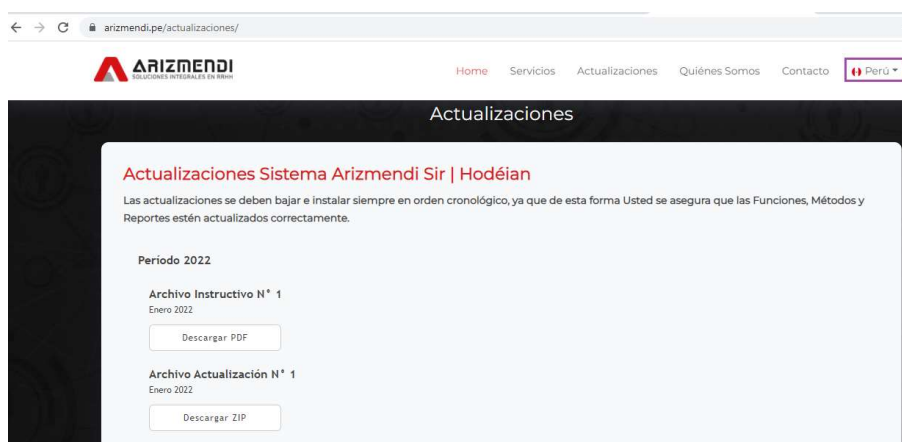 arizmendi.pe/actualizaciones/
ARIZMENDI
SOLUCIONES INTEGRALES EN RRHH
Home Servicios Actualizaciones Quiénes Somos Contacto Perú
Actualizaciones
Actualizaciones Sistema Arizmendi Sir | Hodéian
Las actualizaciones se deben bajar e instalar siempre en orden cronológico, ya que de esta forma Usted se asegura que las Funciones, Métodos y
Reportes estén actualizados correctamente.
Período 2022
Archivo Instructivo N° 1
Enero 2022
Descargar PDF
Archivo Actualización N° 1
Enero 2022
Descargar ZIP